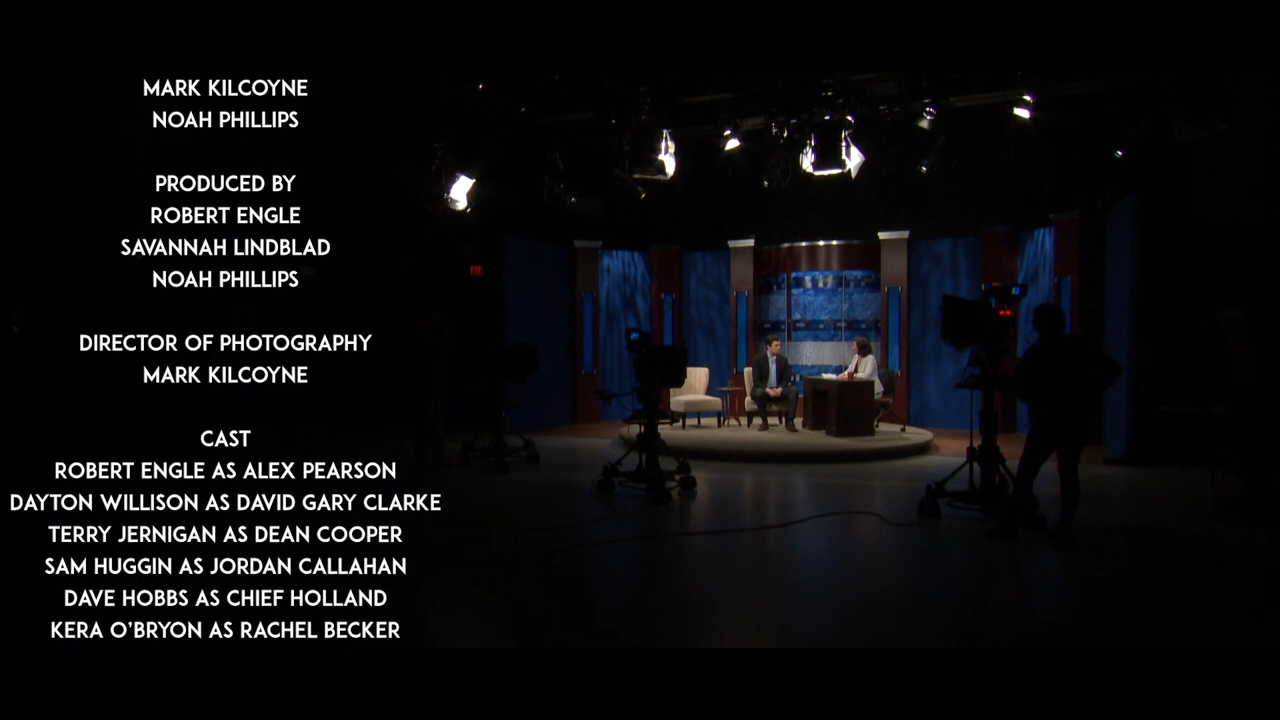 MARK KILCOYNE
NOAH PHILLIPS
PRODUCED BY
ROBERT ENGLE
SAVANNAH LINDBLAD
NOAH PHILLIPS
DIRECTOR OF PHOTOGRAPHY
MARK KILCOYNE
CAST
ROBERT ENGLE AS ALEX PEARSON
DAYTON WILLISON AS DAVID GARY CLARKE
TERRY JERNIGAN AS DEAN COOPER
SAM HUGGIN AS JORDAN CALLAHAN
DAVE HOBBS AS CHIEF HOLLAND
KERA O'BRYON AS RACHEL BECKER